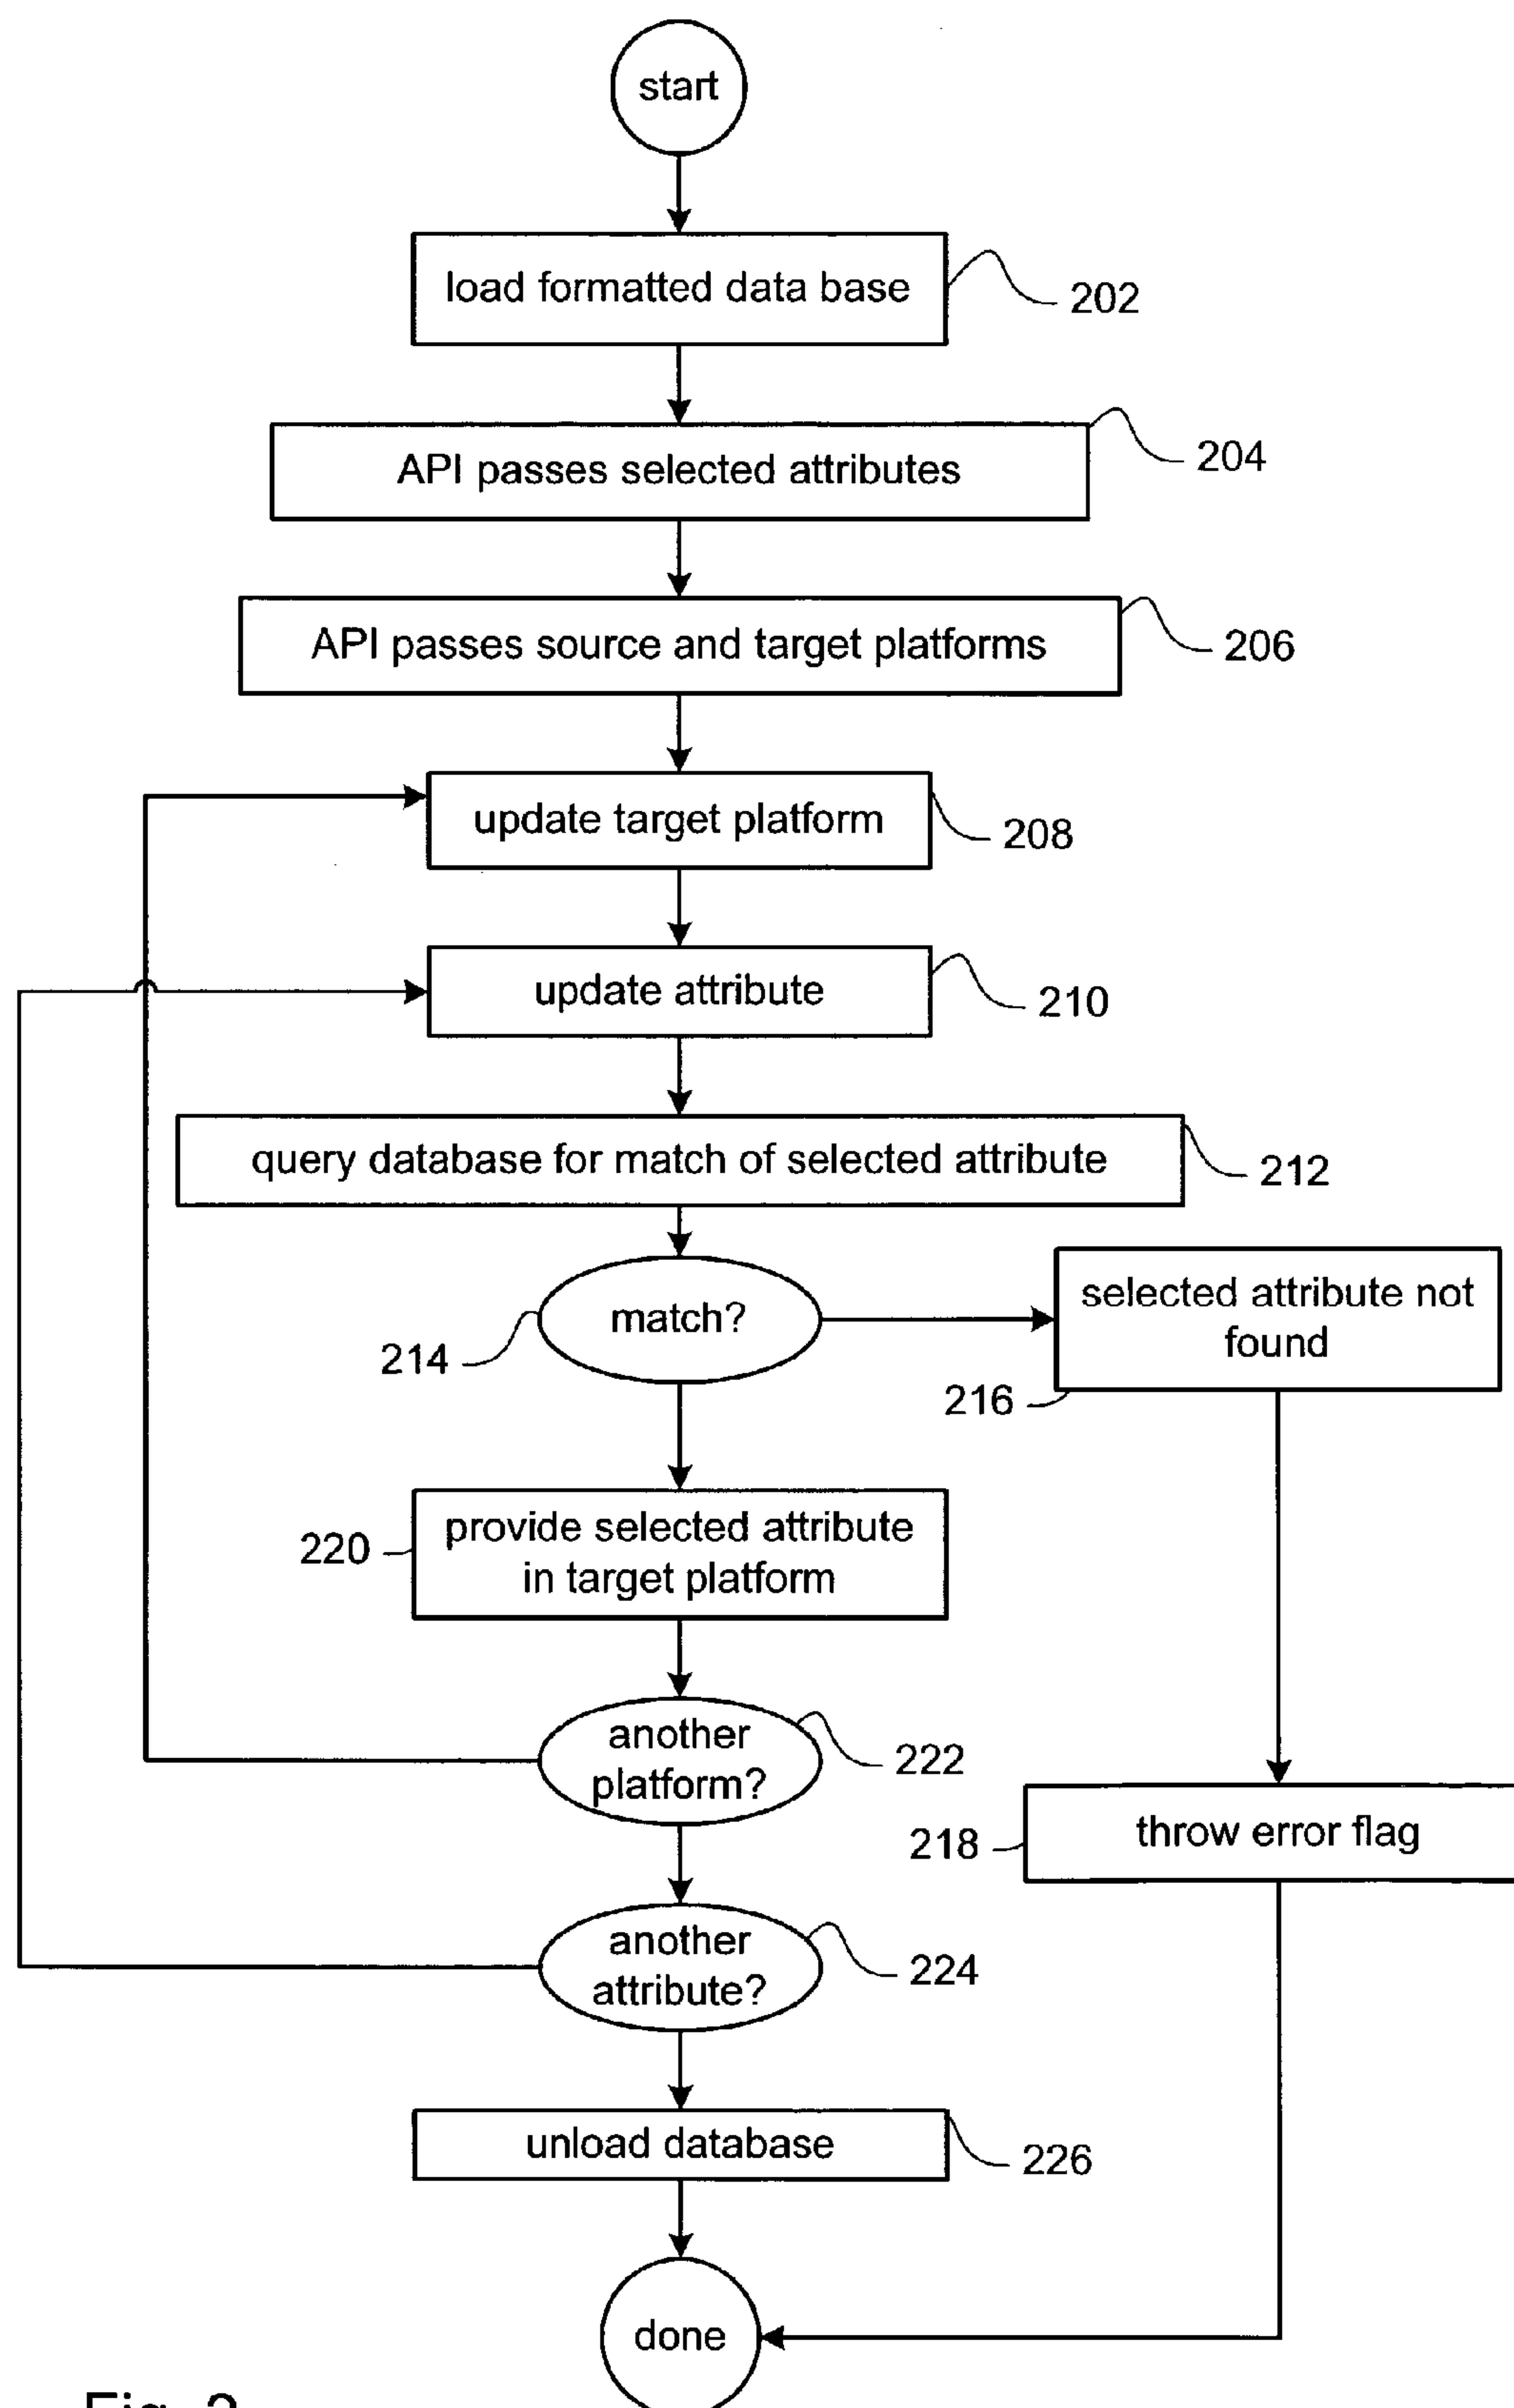 start
load formatted data base
202
API passes selected attributes
204
API passes source and target platforms
206
update target platform
208
update attribute
210
query database for match of selected attribute
212
match?
214
selected attribute not
found
216
provide selected attribute
in target platform
220
another
platform?
222
throw error flag
218
another
attribute?
224
unload database
226
done
Fig. 2